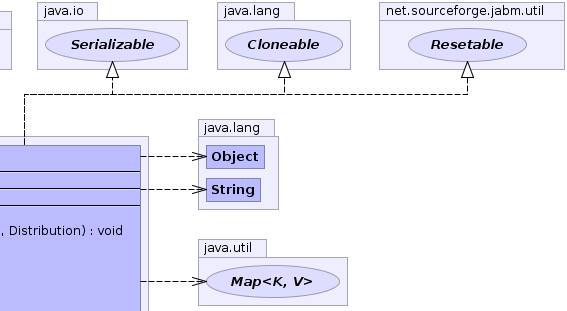 java.io
java.lang
net.sourceforge.jabm.util
Serializable
Cloneable
Resetable
java.lang
Object
String
, Distribution) : void
java.util
Map<K, V>